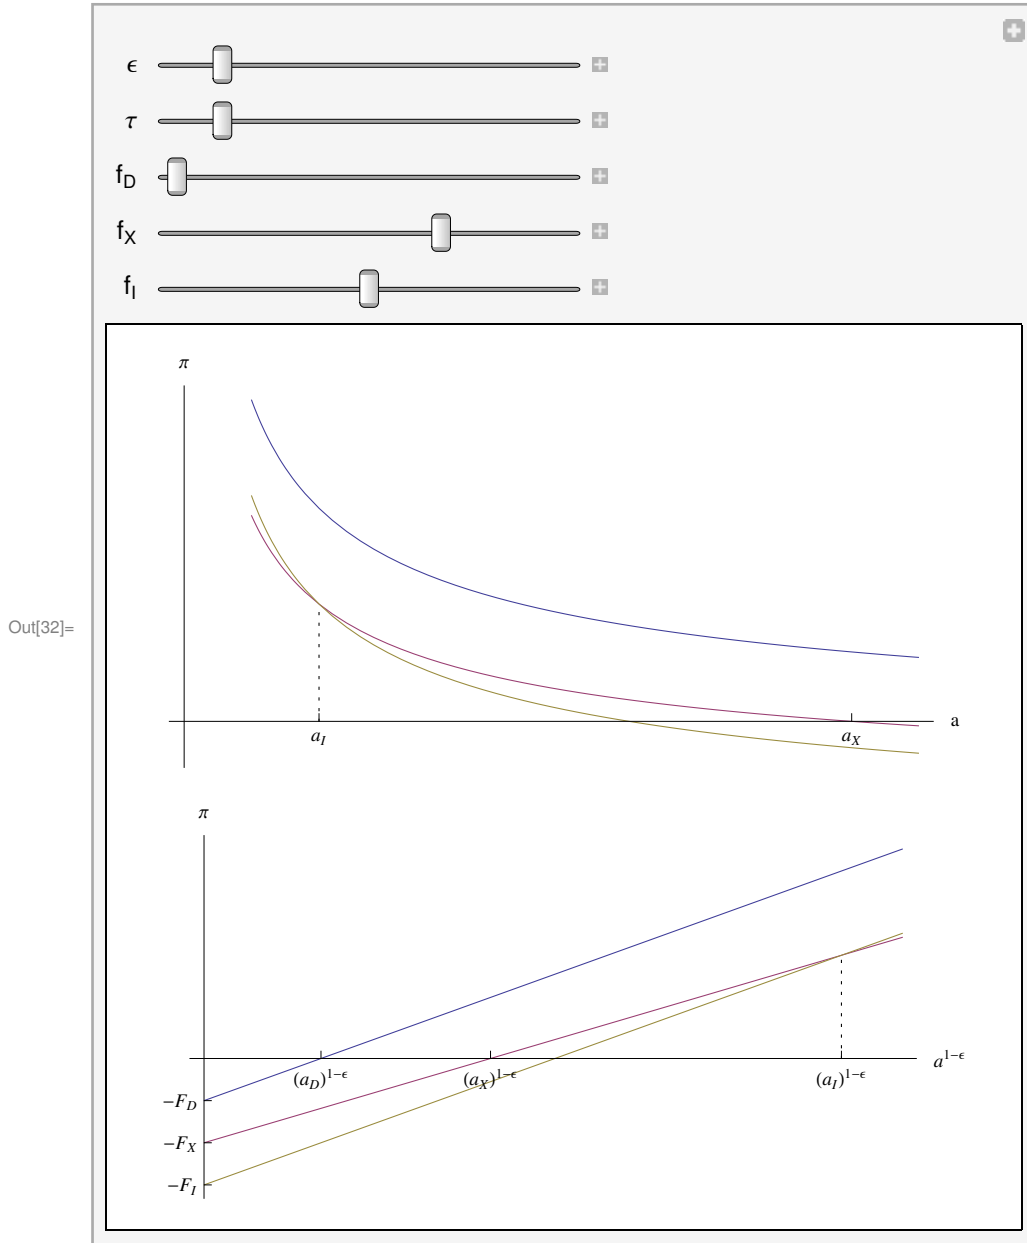 ϵ
τ
f_D
f_X
f_I
Out[32]=
π
a
a_I
a_X
π
a^{1-ϵ}
(a_D)^{1-ϵ}
(a_X)^{1-ϵ}
(a_I)^{1-ϵ}
-F_D
-F_X
-F_I